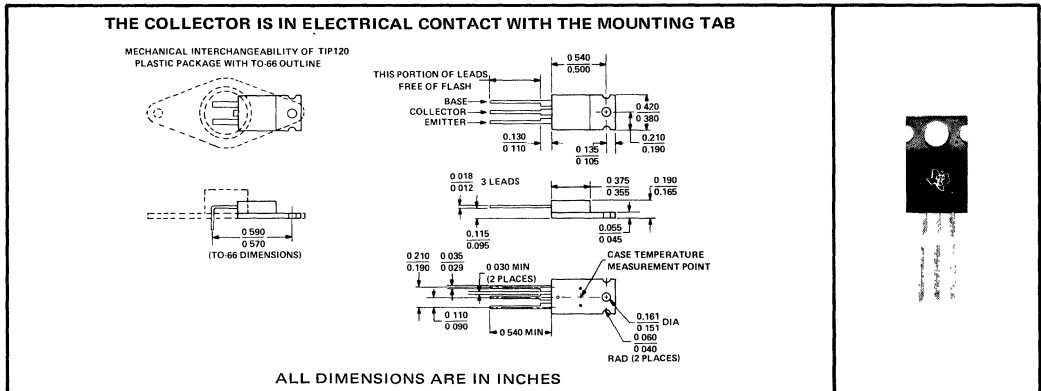 THE COLLECTOR IS IN ELECTRICAL CONTACT WITH THE MOUNTING TAB
MECHANICAL INTERCHANGEABILITY OF TIP120
PLASTIC PACKAGE WITH TO-66 OUTLINE
0 540
0.500
THIS PORTION OF LEADS
FREE OF FLASH
BASE
COLLECTOR
EMITTER
0 420
0 380
0.130
0 110
0 135
0 105
0.210
0.190
0 018
0 012
3 LEADS
0 375
0 355
0 190
0.165
0.115
0.095
0.055
0 045
0 590
0 570
(TO-66 DIMENSIONS)
0 210
0.190
0 035
0 029
0 030 MIN
(2 PLACES)
CASE TEMPERATURE
MEASUREMENT POINT
0 110
0 090
0 540 MIN
0.161
0 151
DIA
0 060
0 040
RAD (2 PLACES)
ALL DIMENSIONS ARE IN INCHES